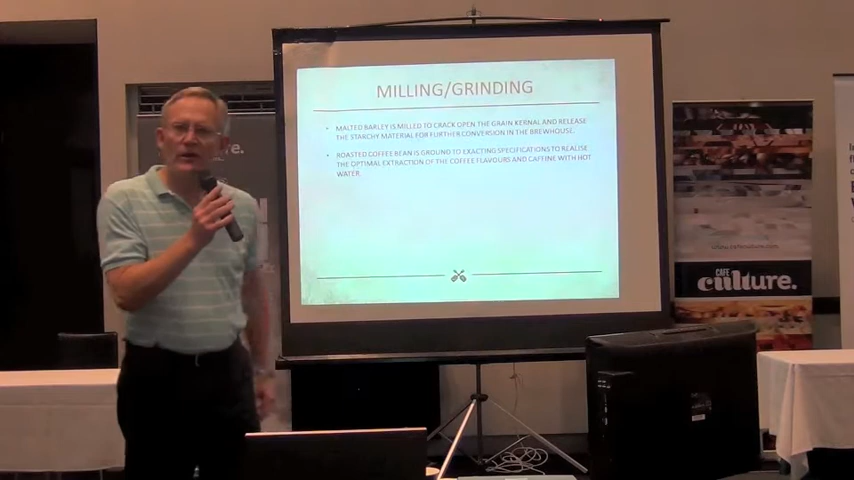 MILLING/GRINDING
• MALTED BARLEY IS MILLED TO CRACK OPEN THE GRAIN KERNAL AND RELEASE
THE STARCHY MATERIAL FOR FURTHER CONVERSION IN THE BREWHOUSE.
• ROASTED COFFEE BEAN IS GROUND TO EXACTING SPECIFICATIONS TO REALISE
THE OPTIMAL EXTRACTION OF THE COFFEE FLAVOURS AND CAFFINE WITH HOT
WATER.
CAFE
culture.